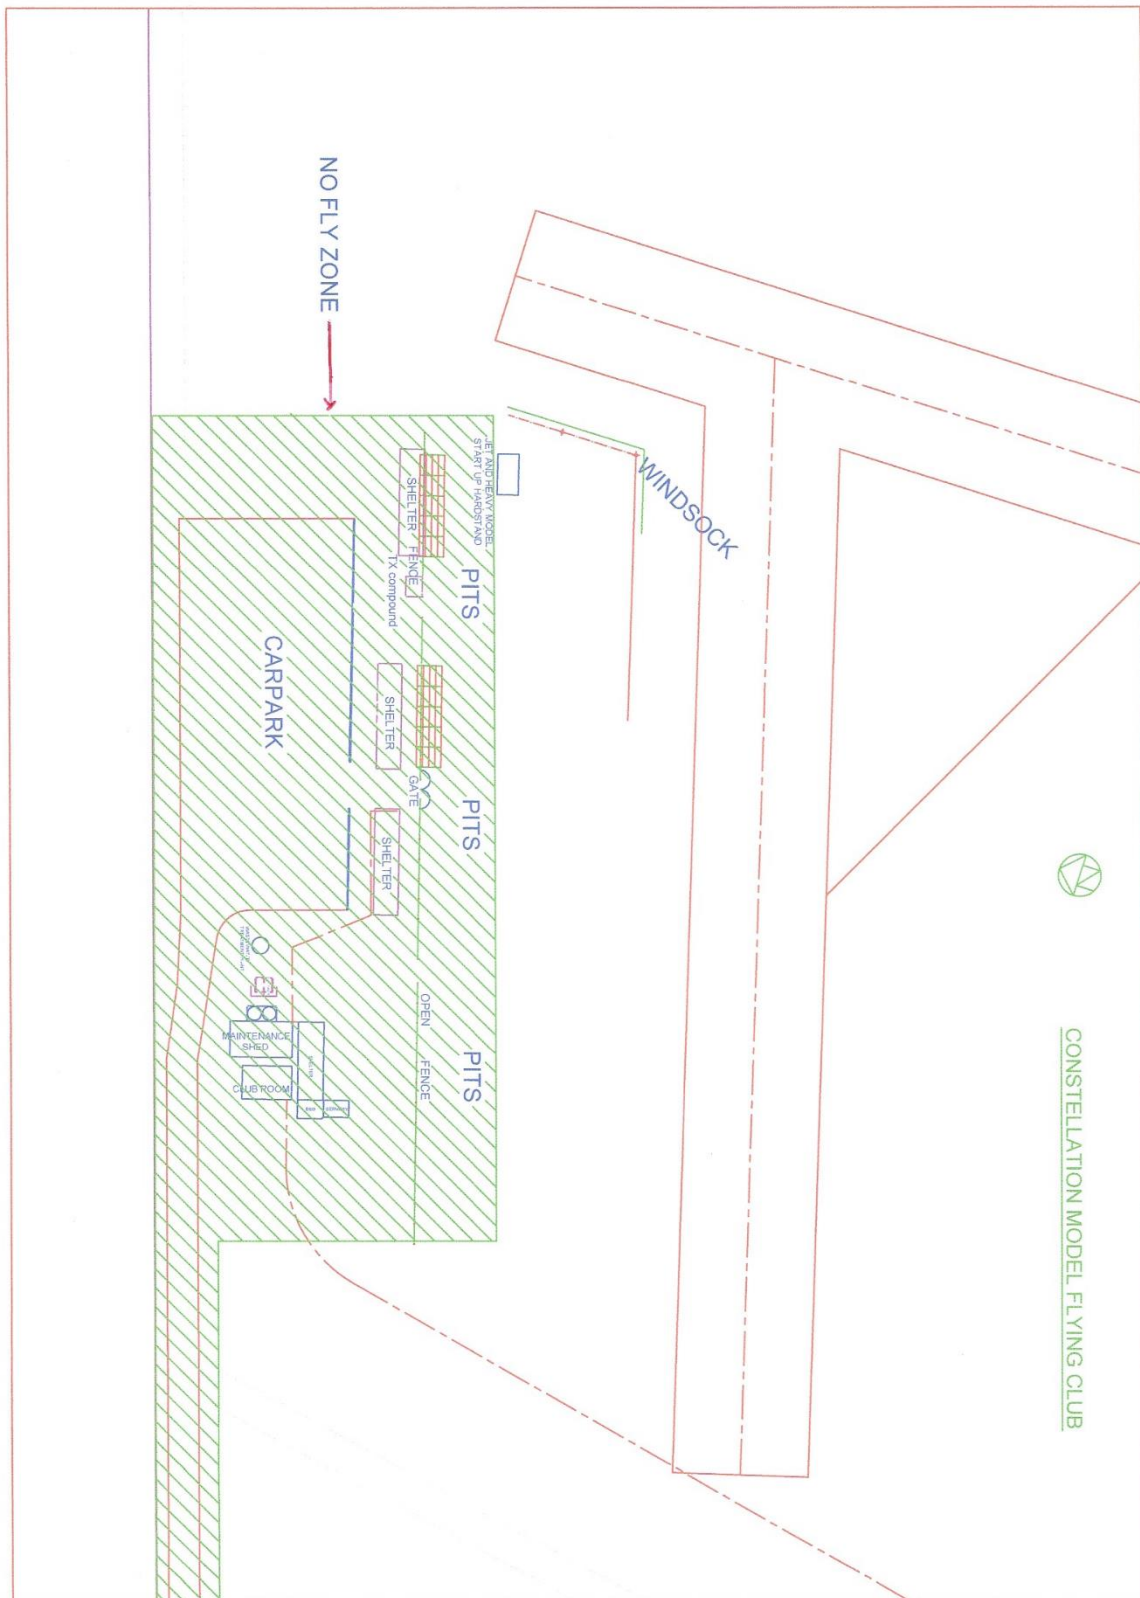 CONSTELLATION MODEL FLYING CLUB
WINDSOCK
NO FLY ZONE
JET AND HEAVY MODEL
START UP HARDSTAND
PITS
PITS
PITS
SHELTER
FENCE
TX compound
SHELTER
GATE
SHELTER
OPEN
FENCE
CARPARK
MAINTENANCE
SHED
CLUB ROOM
SHELTER